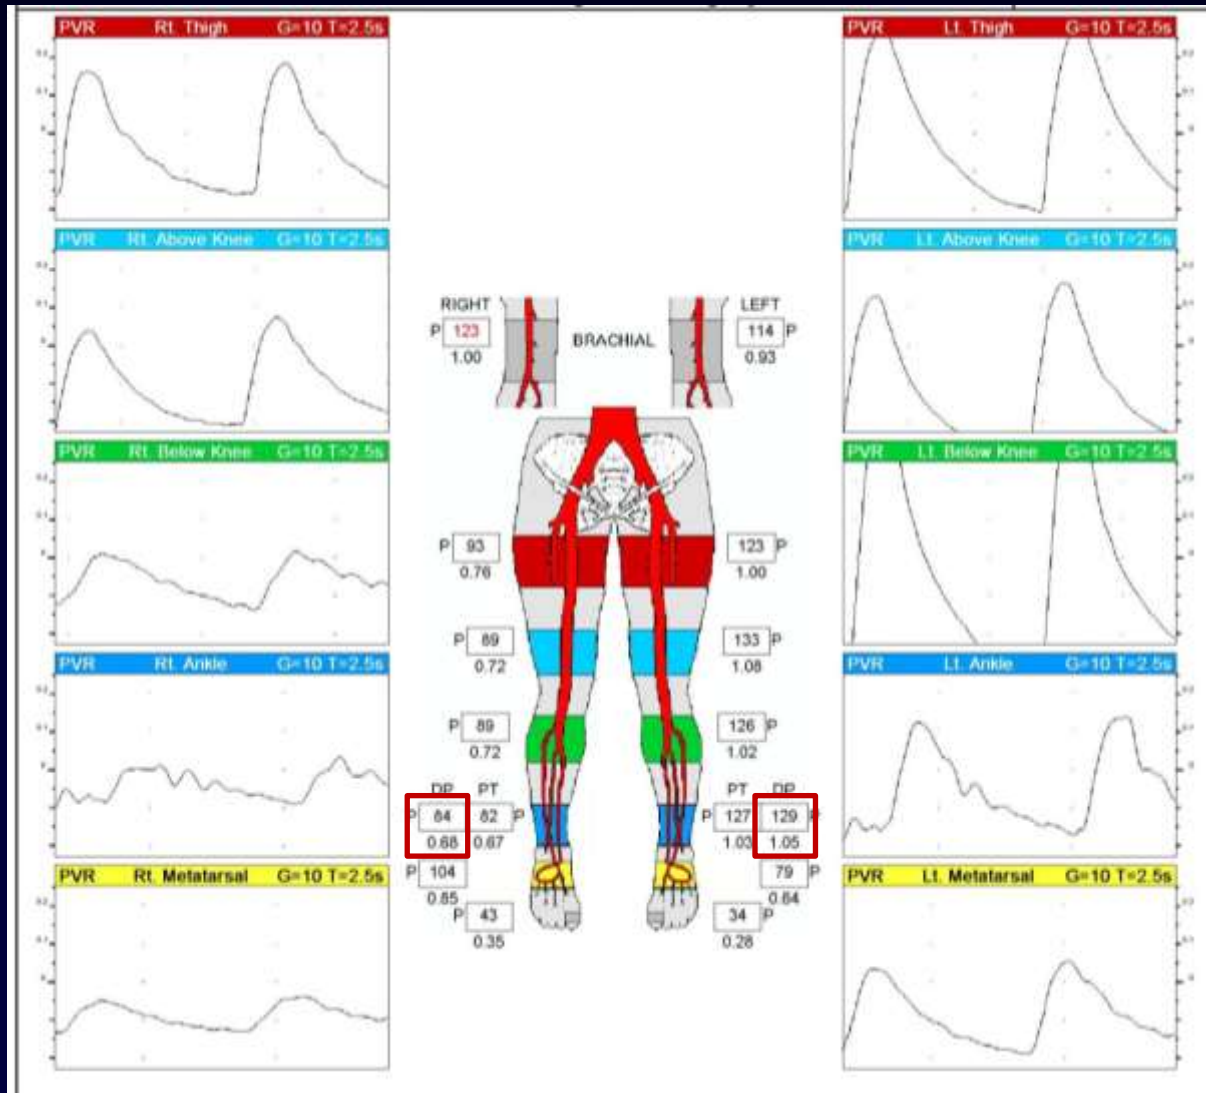 PVR Rt. Thigh G=10 T=2.5s
PVR Lt. Thigh G=10 T=2.5s
PVR Rt. Above Knee G=10 T=2.5s
PVR Lt. Above Knee G=10 T=2.5s
RIGHT
LEFT
P 123
BRACHIAL
114 P
1.00
0.93
PVR Rt. Below Knee G=10 T=2.5s
PVR Lt. Below Knee G=10 T=2.5s
P 93
123 P
0.76
1.00
P 89
133 P
0.72
1.08
PVR Rt. Ankle G=10 T=2.5s
PVR Lt. Ankle G=10 T=2.5s
P 89
126 P
0.72
1.02
DP PT
PT DP
P 84 82 P
P 127 129 P
0.68 0.67
1.03 1.05
PVR Rt. Metatarsal G=10 T=2.5s
PVR Lt. Metatarsal G=10 T=2.5s
P 104
79 P
0.85
0.64
P 43
34 P
0.35
0.28